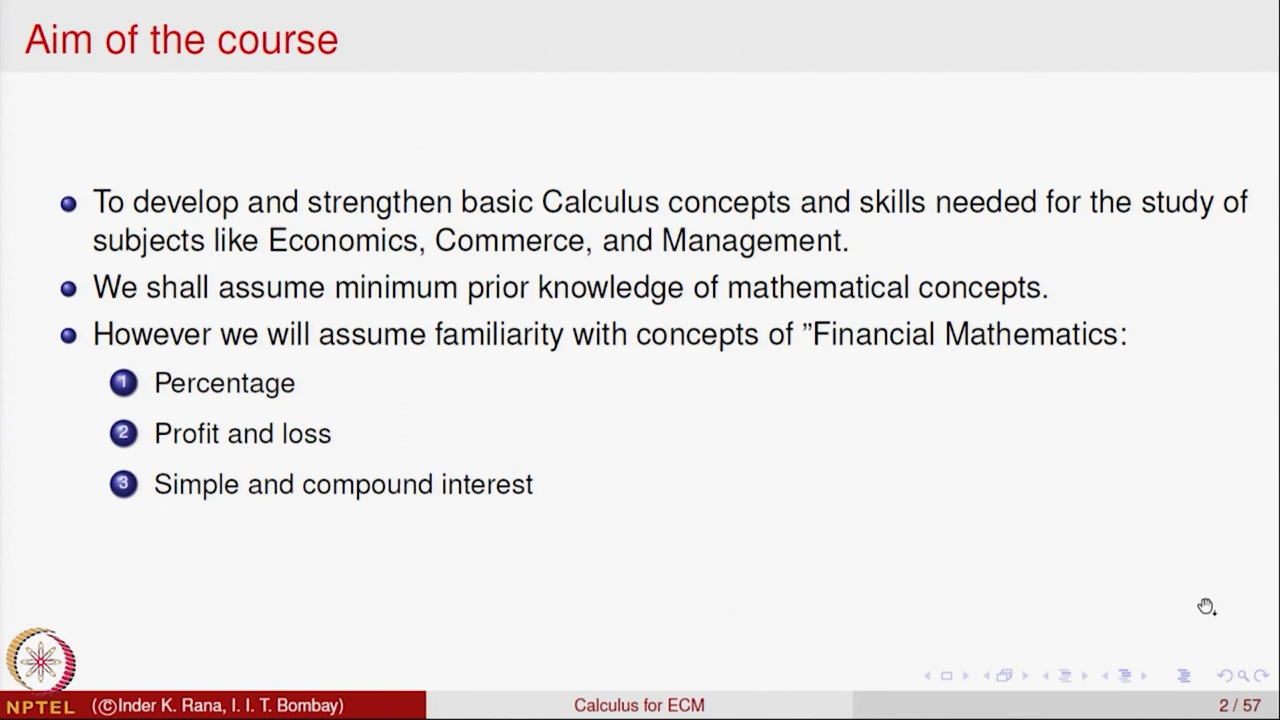 Aim of the course
To develop and strengthen basic Calculus concepts and skills needed for the study of
subjects like Economics, Commerce, and Management.
We shall assume minimum prior knowledge of mathematical concepts.
However we will assume familiarity with concepts of ”Financial Mathematics:
1 Percentage
2 Profit and loss
3 Simple and compound interest
NPTEL (©Inder K. Rana, I. I. T. Bombay) Calculus for ECM 2 / 57